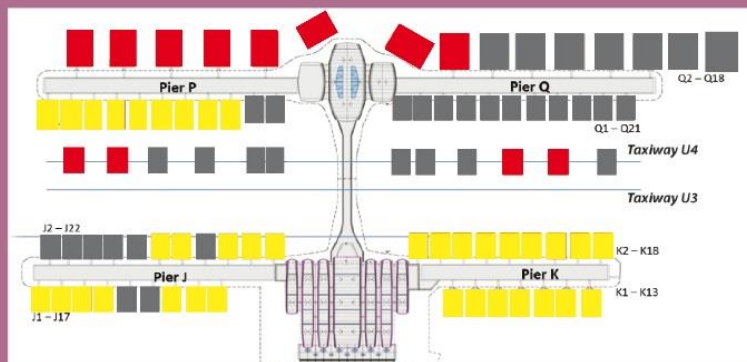 Pier P
Pier Q
Q2 – Q18
Q1 – Q21
Taxiway U4
Taxiway U3
J2 – J22
K2 – K18
Pier J
Pier K
K1 – K13
J1 – J17